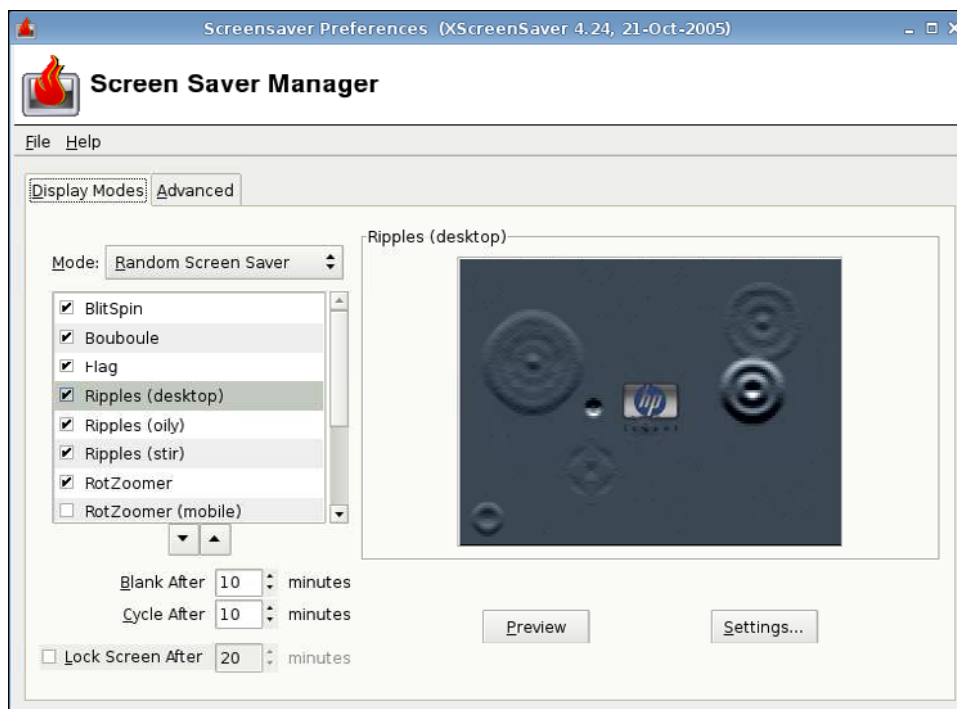 Screensaver Preferences (XScreenSaver 4.24, 21-Oct-2005)
Screen Saver Manager
File Help
Display Modes Advanced
Mode: Random Screen Saver
BlitSpin
Bouboule
Flag
Ripples (desktop)
Ripples (oily)
Ripples (stir)
RotZoomer
RotZoomer (mobile)
Blank After 10 minutes
Cycle After 10 minutes
Lock Screen After 20 minutes
Ripples (desktop)
hp
Preview Settings...